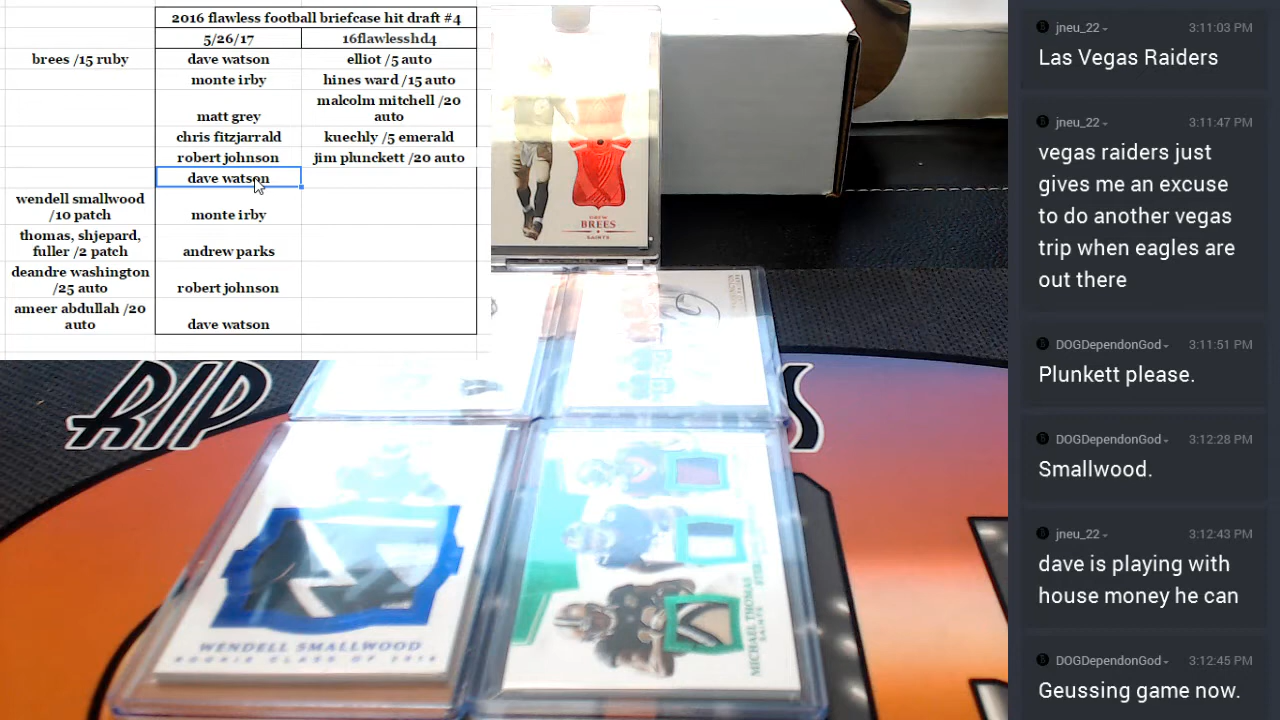 2016 flawless football briefcase hit draft #4
5/26/17 16flawlesshd4
brees /15 ruby dave watson elliot /5 auto
monte irby hines ward /15 auto
malcolm mitchell /20
matt grey auto
chris fitzjarrald kuechly /5 emerald
robert johnson jim plunckett /20 auto
dave watson
wendell smallwood
/10 patch monte irby
thomas, shjepard,
fuller /2 patch andrew parks
deandre washington
/25 auto robert johnson
ameer abdullah /20
auto dave watson
DREW
BREES
SAINTS
RIP
WENDELL SMALLWOOD
ROOKIE CLASS OF 2016
MICHAEL THOMAS
SAINTS
jneu_22 3:11:03 PM
Las Vegas Raiders
jneu_22 3:11:47 PM
vegas raiders just
gives me an excuse
to do another vegas
trip when eagles are
out there
DOGDependonGod 3:11:51 PM
Plunkett please.
DOGDependonGod 3:12:28 PM
Smallwood.
jneu_22 3:12:43 PM
dave is playing with
house money he can
DOGDependonGod 3:12:45 PM
Geussing game now.